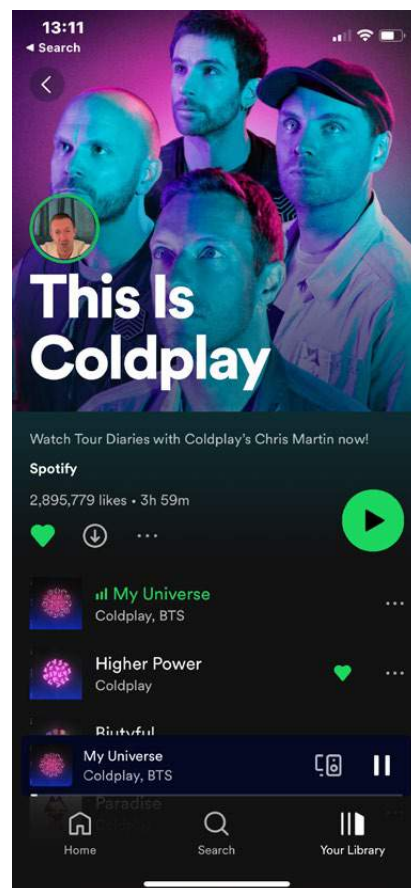 13:11
◀ Search
This Is
Coldplay
Watch Tour Diaries with Coldplay's Chris Martin now!
Spotify
2,895,779 likes • 3h 59m
My Universe
Coldplay, BTS
Higher Power
Coldplay
Biutyful
My Universe
Coldplay, BTS
Paradise
Home
Search
Your Library